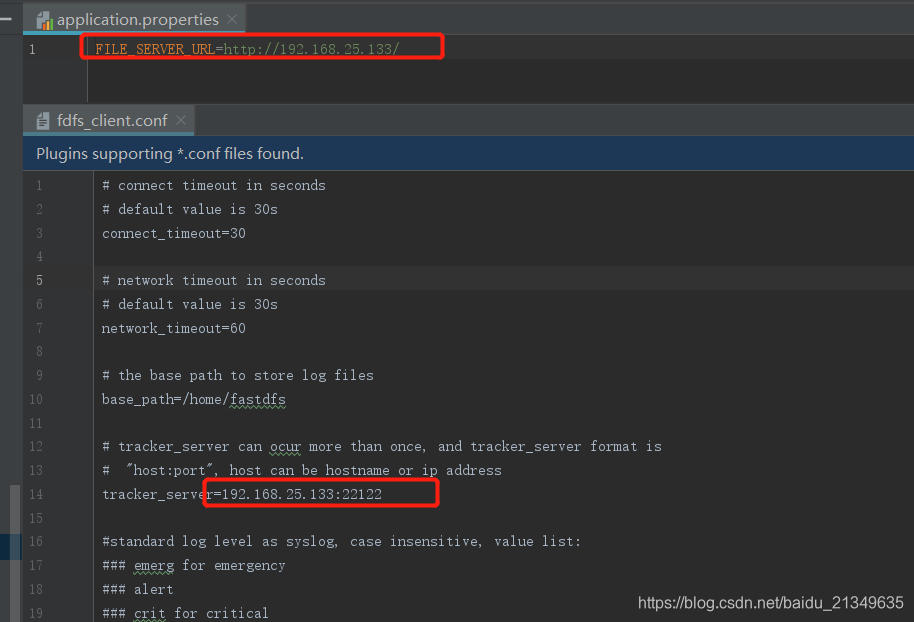 application.properties
1 FILE_SERVER_URL=http://192.168.25.133/
fdfs_client.conf
Plugins supporting *.conf files found.
1 # connect timeout in seconds
2 # default value is 30s
3 connect_timeout=30
4
5 # network timeout in seconds
6 # default value is 30s
7 network_timeout=60
8
9 # the base path to store log files
10 base_path=/home/fastdfs
11
12 # tracker_server can ocur more than once, and tracker_server format is
13 #  "host:port", host can be hostname or ip address
14 tracker_server=192.168.25.133:22122
15
16 #standard log level as syslog, case insensitive, value list:
17 ### emerg for emergency
18 ### alert
19 ### crit for critical
https://blog.csdn.net/baidu_21349635